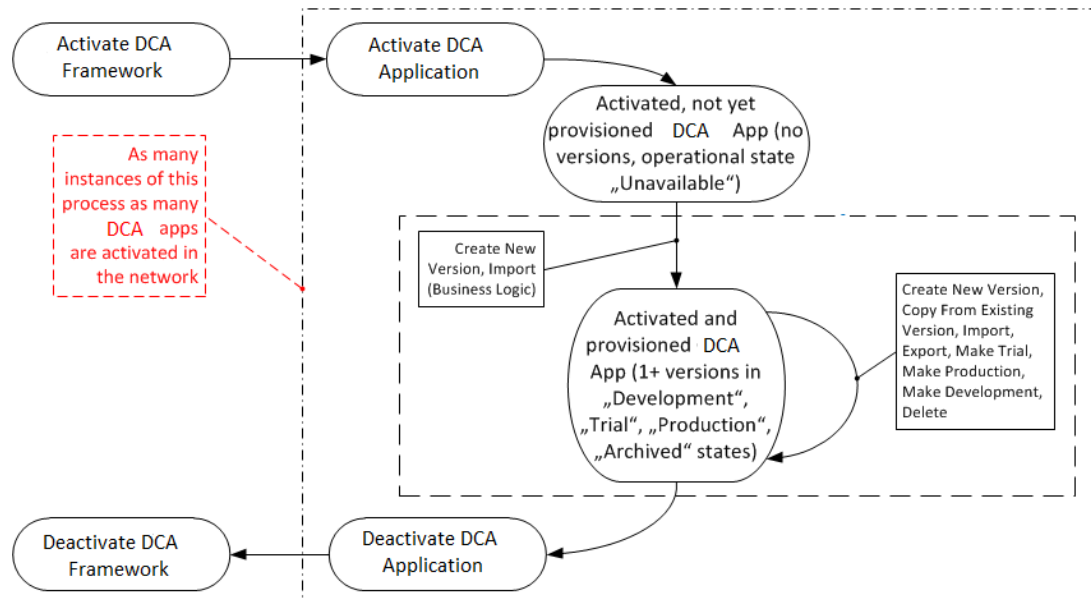 Activate DCA
Framework
Activate DCA
Application
Activated, not yet
provisioned DCA App (no
versions, operational state
„Unavailable“)
As many
instances of this
process as many
DCA apps
are activated in
the network
Create New
Version, Import
(Business Logic)
Activated and
provisioned DCA
App (1+ versions in
„Development“,
„Trial“, „Production“,
„Archived“ states)
Create New Version,
Copy From Existing
Version, Import,
Export, Make Trial,
Make Production,
Make Development,
Delete
Deactivate DCA
Framework
Deactivate DCA
Application